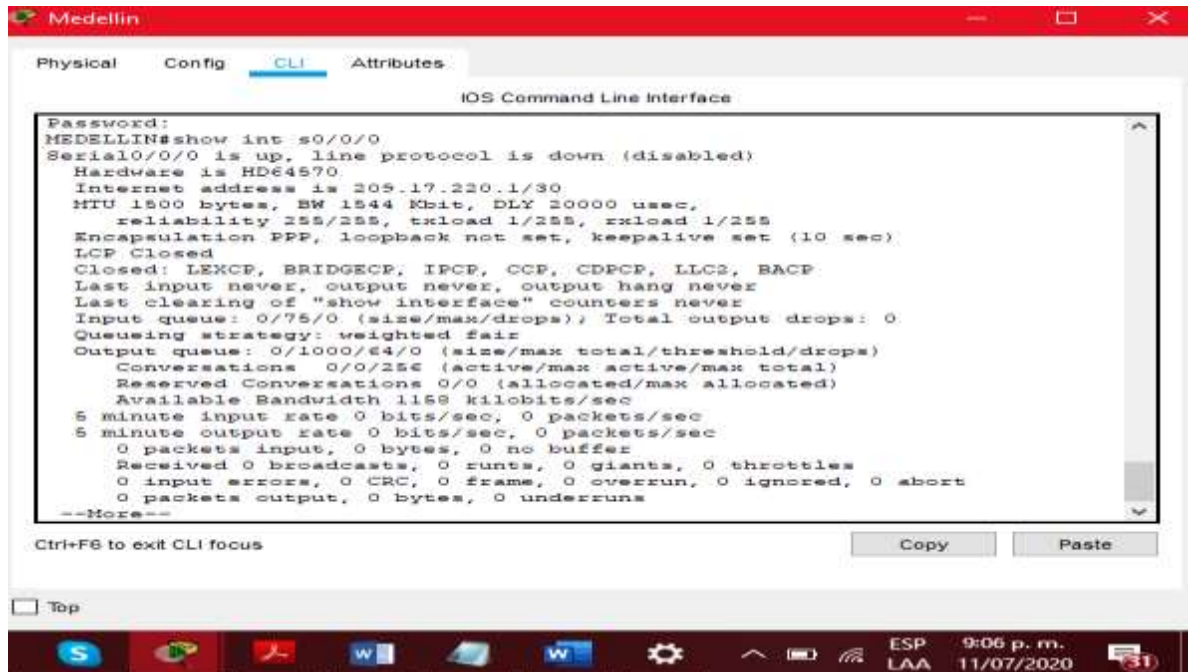 Medellin
Physical Config CLI Attributes
IOS Command Line Interface
Password:
MEDELLIN#show int s0/0/0
Serial0/0/0 is up, line protocol is down (disabled)
Hardware is HD64570
Internet address is 209.17.220.1/30
MTU 1500 bytes, BW 1544 Kbit, DLY 20000 usec,
reliability 255/255, txload 1/255, rxload 1/255
Encapsulation PPP, loopback not set, keepalive set (10 sec)
LCP Closed
Closed: LEXCP, BRIDGECP, IPCP, CCP, CDPCP, LLC2, BACP
Last input never, output never, output hang never
Last clearing of "show interface" counters never
Input queue: 0/75/0 (size/max/drops); Total output drops: 0
Queueing strategy: weighted fair
Output queue: 0/1000/64/0 (size/max total/threshold/drops)
Conversations 0/0/256 (active/max active/max total)
Reserved Conversations 0/0 (allocated/max allocated)
Available Bandwidth 1158 kilobits/sec
5 minute input rate 0 bits/sec, 0 packets/sec
5 minute output rate 0 bits/sec, 0 packets/sec
0 packets input, 0 bytes, 0 no buffer
Received 0 broadcasts, 0 runts, 0 giants, 0 throttles
0 input errors, 0 CRC, 0 frame, 0 overrun, 0 ignored, 0 abort
0 packets output, 0 bytes, 0 underruns
--More--
Ctrl+F6 to exit CLI focus
Copy Paste
Top
ESP 9:06 p. m.
LAA 11/07/2020
31